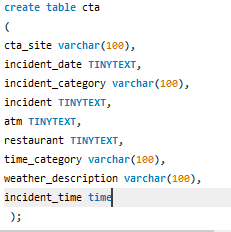 create table cta
(
cta_site varchar(100),
incident_date TINYTEXT,
incident_category varchar(100),
incident TINYTEXT,
atm TINYTEXT,
restaurant TINYTEXT,
time_category varchar(100),
weather_description varchar(100),
incident_time time
);